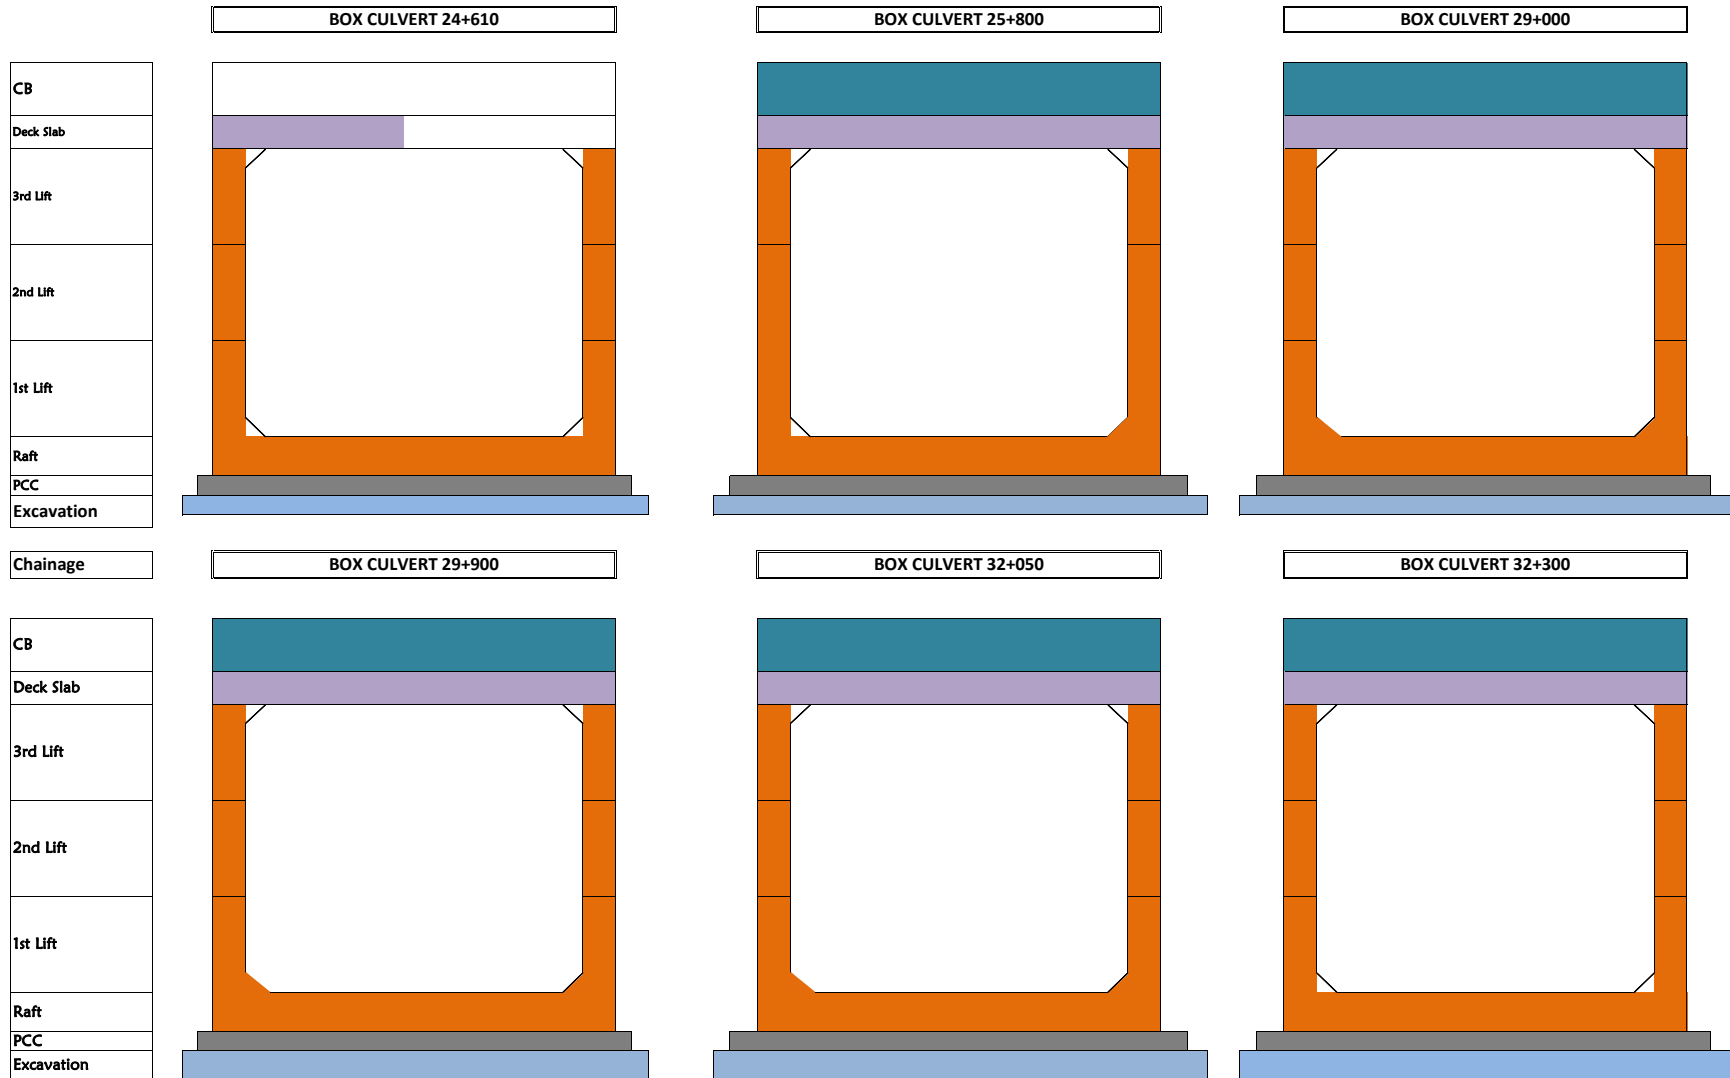 BOX CULVERT 24+610
BOX CULVERT 25+800
BOX CULVERT 29+000
CB
Deck Slab
3rd Lift
2nd Lift
1st Lift
Raft
PCC
Excavation
Chainage
BOX CULVERT 29+900
BOX CULVERT 32+050
BOX CULVERT 32+300
CB
Deck Slab
3rd Lift
2nd Lift
1st Lift
Raft
PCC
Excavation